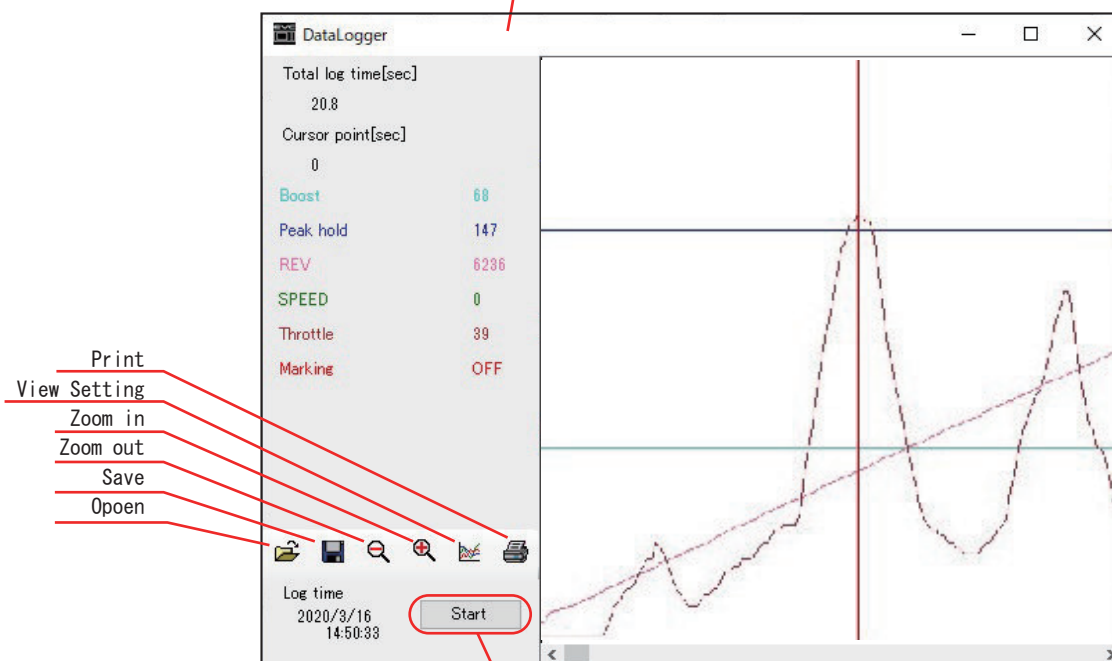 DataLogger
Total log time[sec]
20.8
Cursor point[sec]
0
Boost 68
Peak hold 147
REV 6236
SPEED 0
Throttle 39
Marking OFF
Print
View Setting
Zoom in
Zoom out
Save
Opoen
Log time
2020/3/16
14:50:33
Start